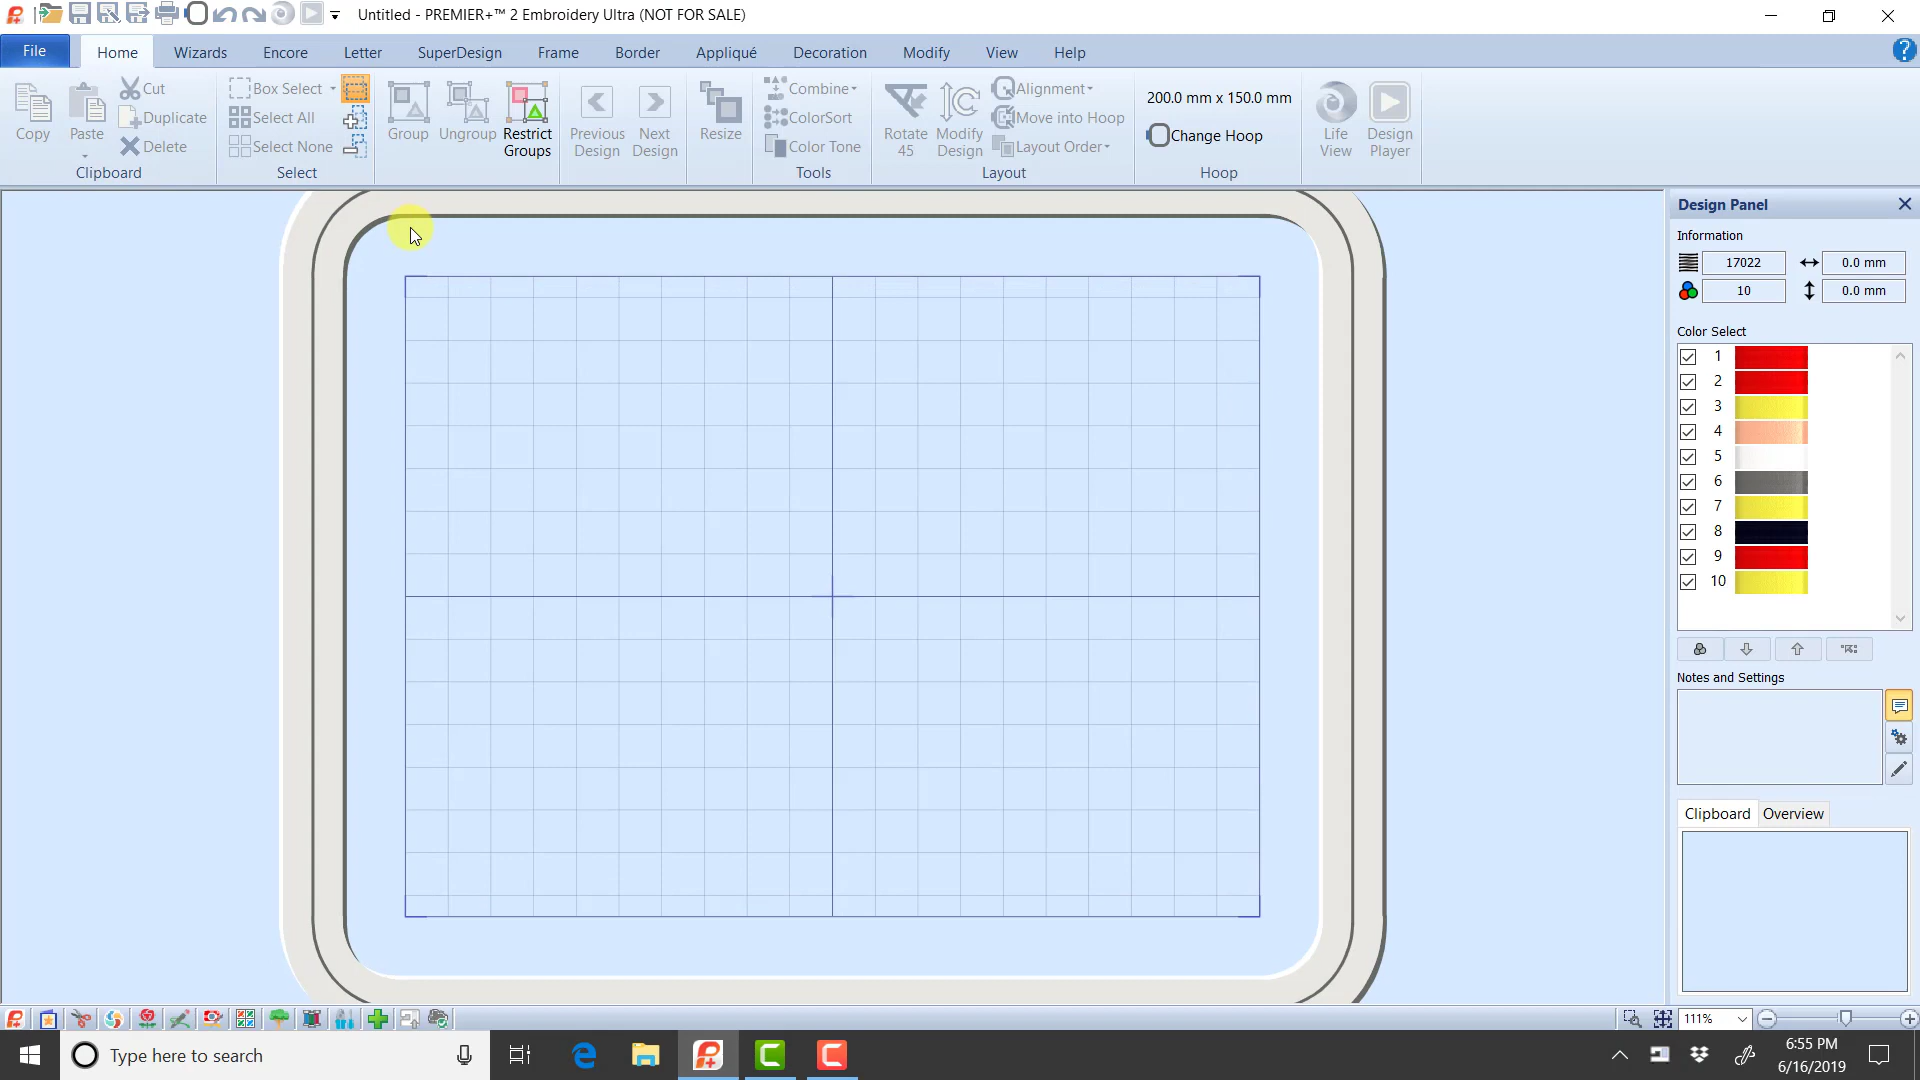 Untitled - PREMIER+™ 2 Embroidery Ultra (NOT FOR SALE)
File Home Wizards Encore Letter SuperDesign Frame Border Appliqué Decoration Modify View Help
Copy
Paste
Cut
Duplicate
Delete
Clipboard
Box Select
Select All
Select None
Select
Group
Ungroup
Restrict
Groups
Previous
Design
Next
Design
Resize
Combine
ColorSort
Color Tone
Tools
Rotate
45
Modify
Design
Alignment
Move into Hoop
Layout Order
Layout
200.0 mm x 150.0 mm
Change Hoop
Hoop
Life
View
Design
Player
Design Panel
Information
17022 0.0 mm
10 0.0 mm
Color Select
1
2
3
4
5
6
7
8
9
10
Notes and Settings
Clipboard Overview
111%
Type here to search
6:55 PM
6/16/2019